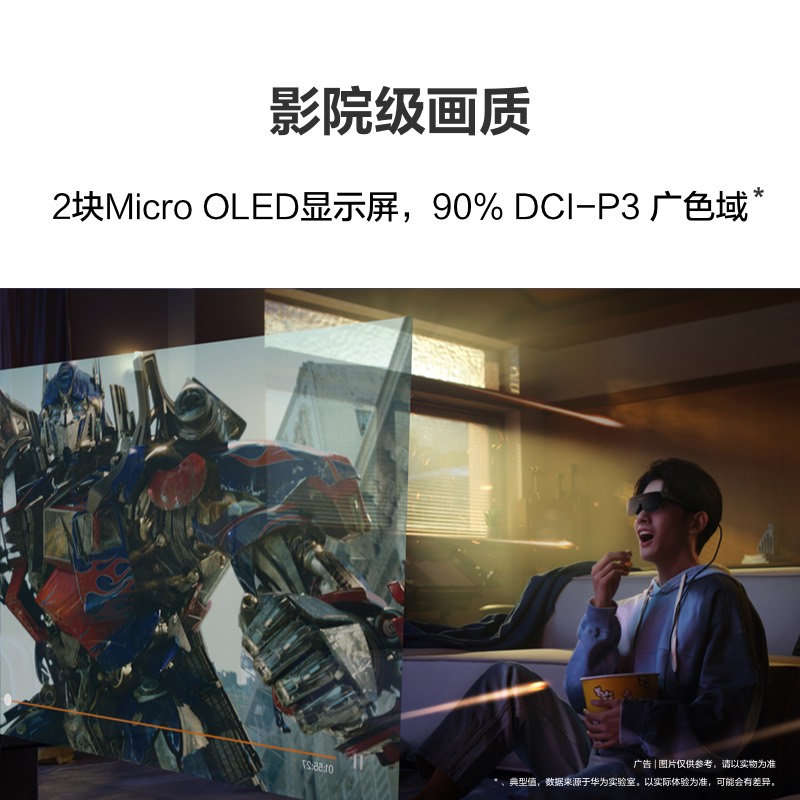 影院级画质
2块Micro OLED显示屏，90% DCI-P3 广色域*
01:55:27
广告 | 图片仅供参考，请以实物为准
*、典型值，数据来源于华为实验室。以实际体验为准，可能会有差异。